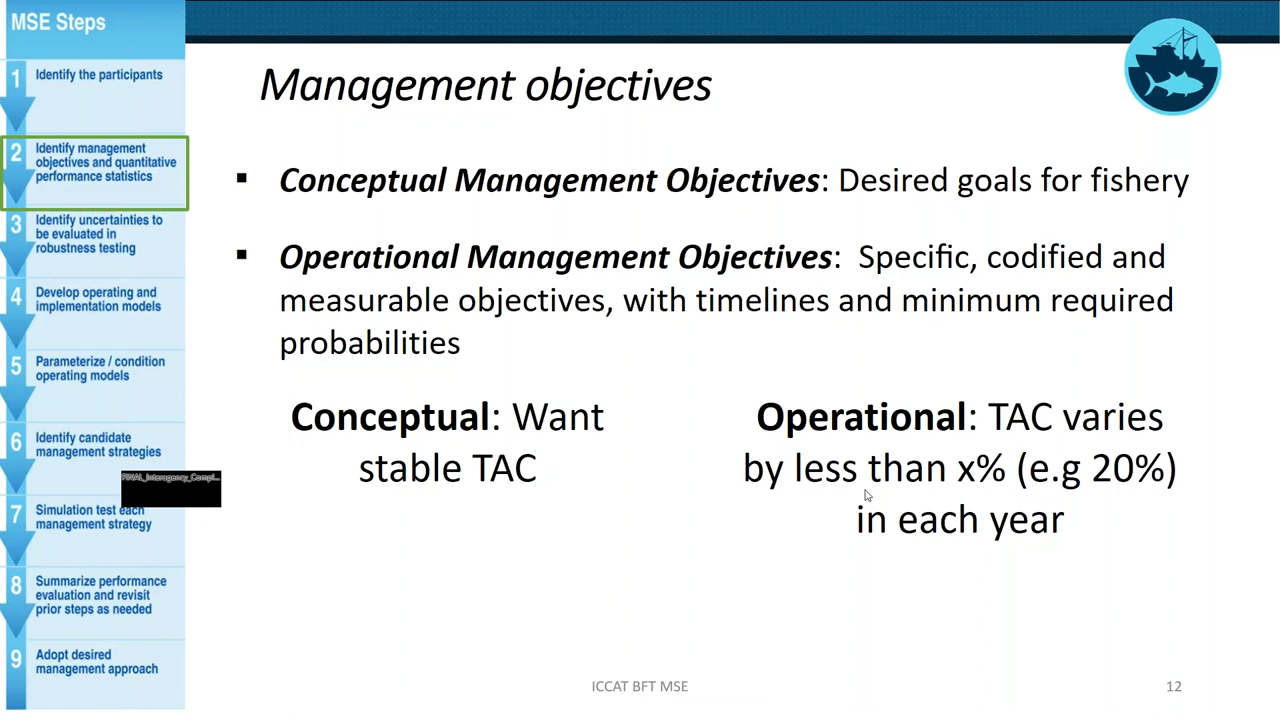 MSE Steps
1 Identify the participants
2 Identify management
objectives and quantitative
performance statistics
3 Identify uncertainties to
be evaluated in
robustness testing
4 Develop operating and
implementation models
5 Parameterize / condition
operating models
6 Identify candidate
management strategies
FINAL_Interagency_Compl...
7 Simulation test each
management strategy
8 Summarize performance
evaluation and revisit
prior steps as needed
9 Adopt desired
management approach
Management objectives
▪ Conceptual Management Objectives: Desired goals for fishery
▪ Operational Management Objectives: Specific, codified and
measurable objectives, with timelines and minimum required
probabilities
Conceptual: Want
stable TAC
Operational: TAC varies
by less than x% (e.g 20%)
in each year
ICCAT BFT MSE
12